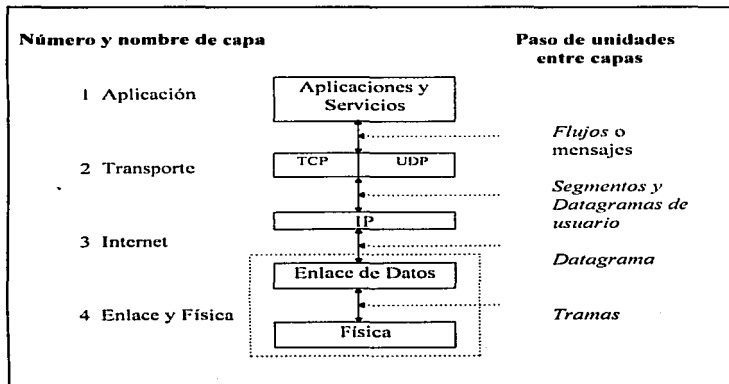 Número y nombre de capa
Paso de unidades
entre capas
1 Aplicación
Aplicaciones y
Servicios
Flujos o
mensajes
2 Transporte
TCP
UDP
Segmentos y
Datagramas de
usuario
IP
3 Internet
Datagrama
Enlace de Datos
4 Enlace y Física
Tramas
Física